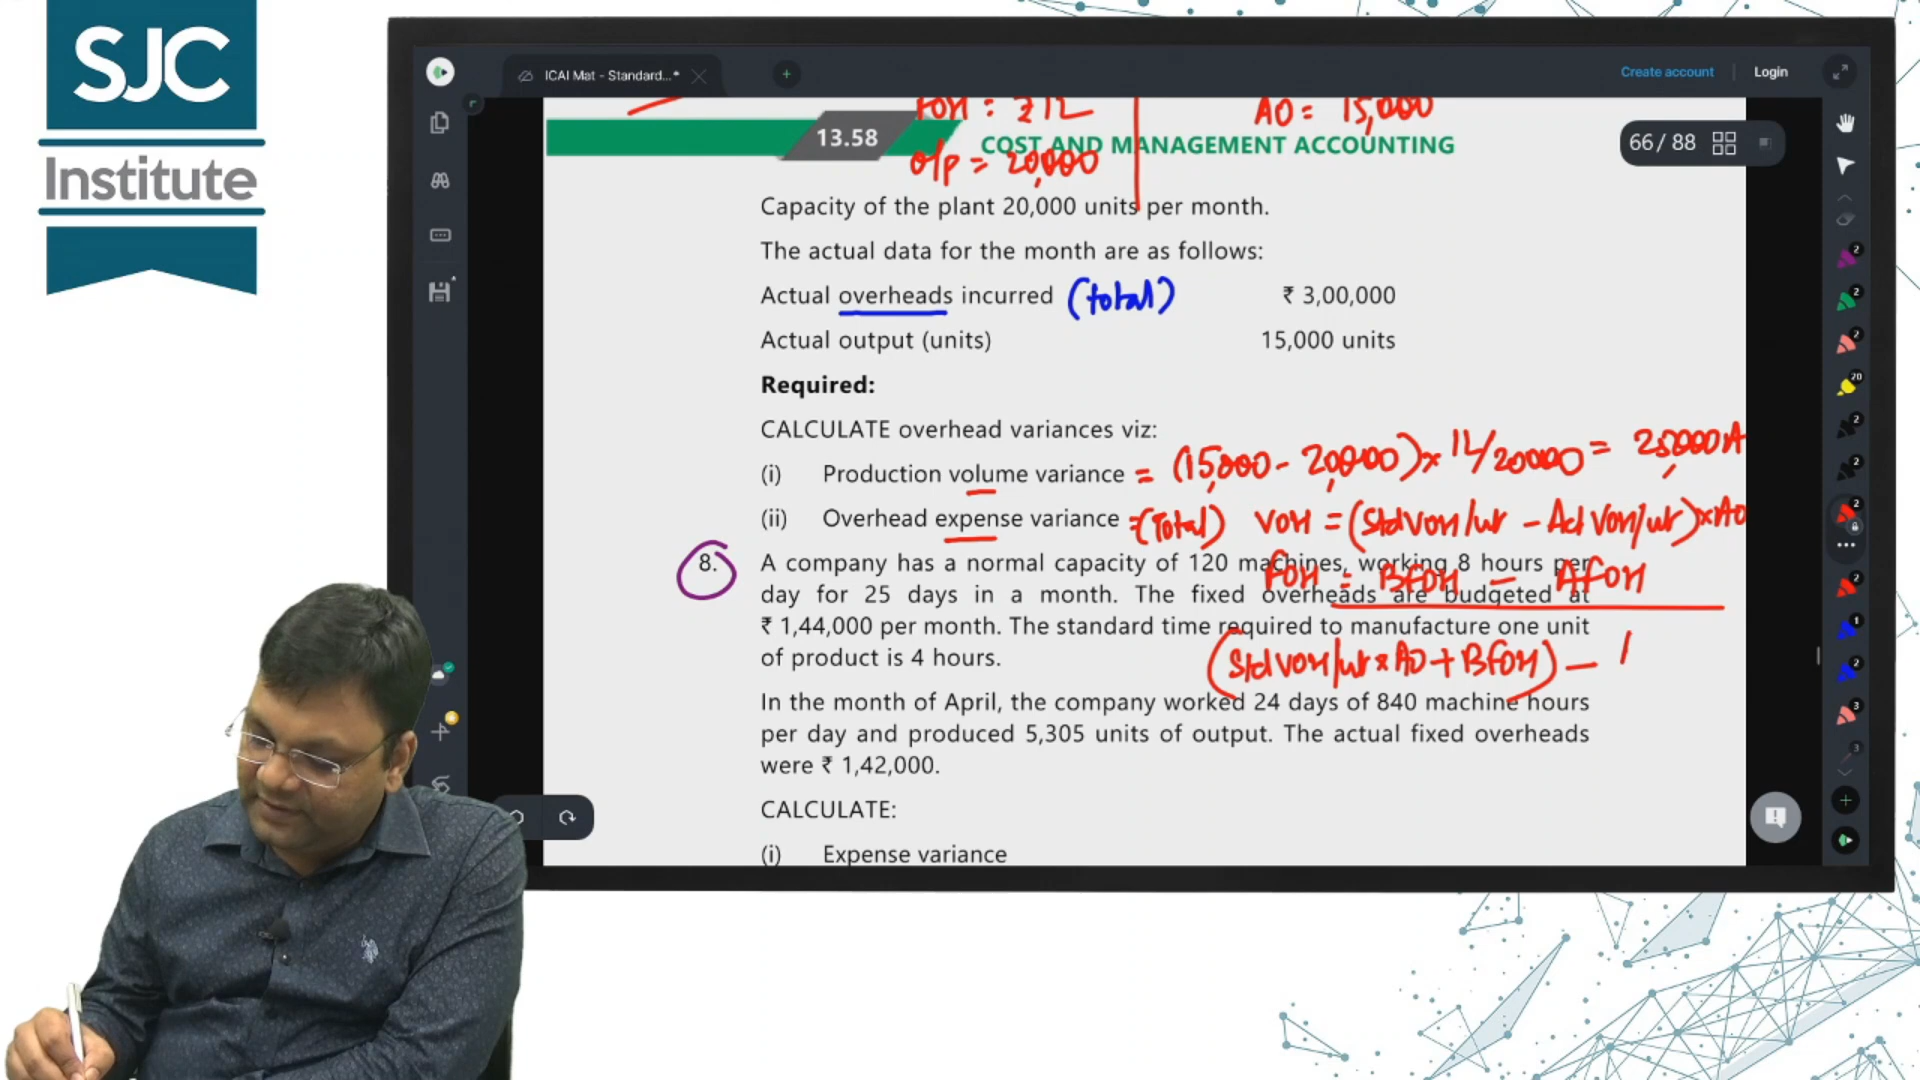 SJC
Institute
ICAI Mat - Standard...*
Create account
Login
FOH = ₹ 1L
AO = 15,000
13.58
COST AND MANAGEMENT ACCOUNTING
66/ 88
O/P = 20,000
Capacity of the plant 20,000 units per month.
The actual data for the month are as follows:
Actual overheads incurred (total) ₹ 3,00,000
Actual output (units) 15,000 units
Required:
CALCULATE overhead variances viz:
(i) Production volume variance = (15,000 - 20,000) x 1L/20000 = 25,000 A
(ii) Overhead expense variance =(Total) VOH = (Std VOH/ut - Act VOH/ut) x AO
FOH = BFOH - AFOH
(Std VOH/ut x AO + BFOH) -
8. A company has a normal capacity of 120 machines, working 8 hours per
day for 25 days in a month. The fixed overheads are budgeted at
₹ 1,44,000 per month. The standard time required to manufacture one unit
of product is 4 hours.
In the month of April, the company worked 24 days of 840 machine hours
per day and produced 5,305 units of output. The actual fixed overheads
were ₹ 1,42,000.
CALCULATE:
(i) Expense variance